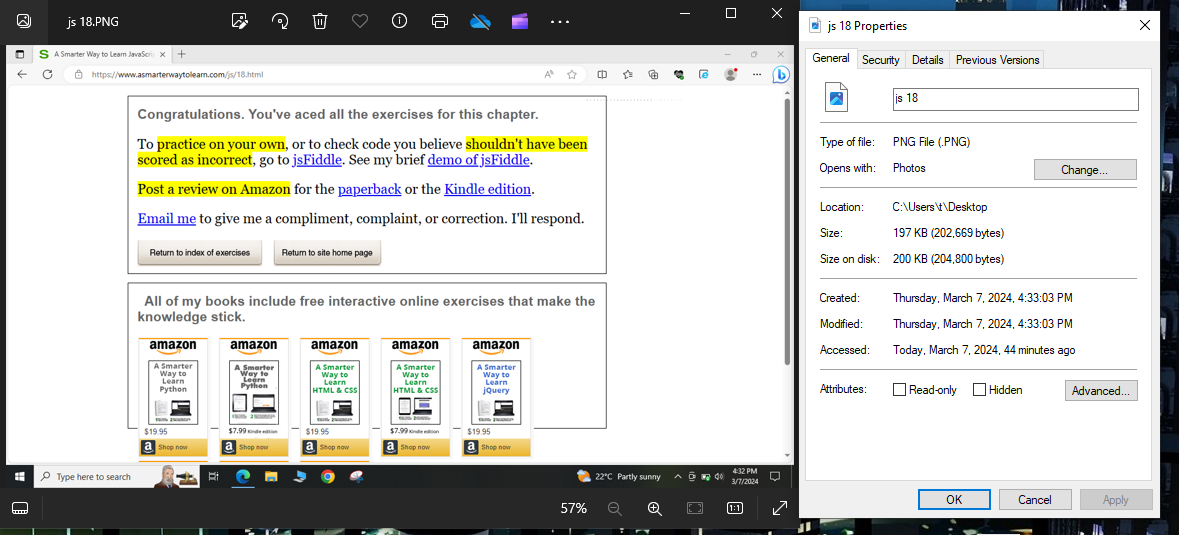 js 18.PNG
A Smarter Way to Learn JavaScri
https://www.asmarterwaytolearn.com/js/18.html
Congratulations. You've aced all the exercises for this chapter.
To practice on your own, or to check code you believe shouldn't have been
scored as incorrect, go to jsFiddle. See my brief demo of jsFiddle.
Post a review on Amazon for the paperback or the Kindle edition.
Email me to give me a compliment, complaint, or correction. I'll respond.
Return to index of exercises
Return to site home page
All of my books include free interactive online exercises that make the
knowledge stick.
amazon
A Smarter
Way to
Learn
Python
$19.95
Shop now
amazon
A Smarter
Way to
Learn
Python
$7.99 Kindle edition
Shop now
amazon
A Smarter
Way to
Learn
HTML & CSS
$19.95
Shop now
amazon
A Smarter
Way to
Learn
HTML & CSS
$7.99 Kindle edition
Shop now
amazon
A Smarter
Way to
Learn
jQuery
$19.95
Shop now
Type here to search
22°C Partly sunny
4:32 PM
3/7/2024
57%
1:1
js 18 Properties
General Security Details Previous Versions
js 18
Type of file: PNG File (.PNG)
Opens with: Photos
Change...
Location: C:\Users\t\Desktop
Size: 197 KB (202,669 bytes)
Size on disk: 200 KB (204,800 bytes)
Created: Thursday, March 7, 2024, 4:33:03 PM
Modified: Thursday, March 7, 2024, 4:33:03 PM
Accessed: Today, March 7, 2024, 44 minutes ago
Attributes: Read-only Hidden Advanced...
OK Cancel Apply